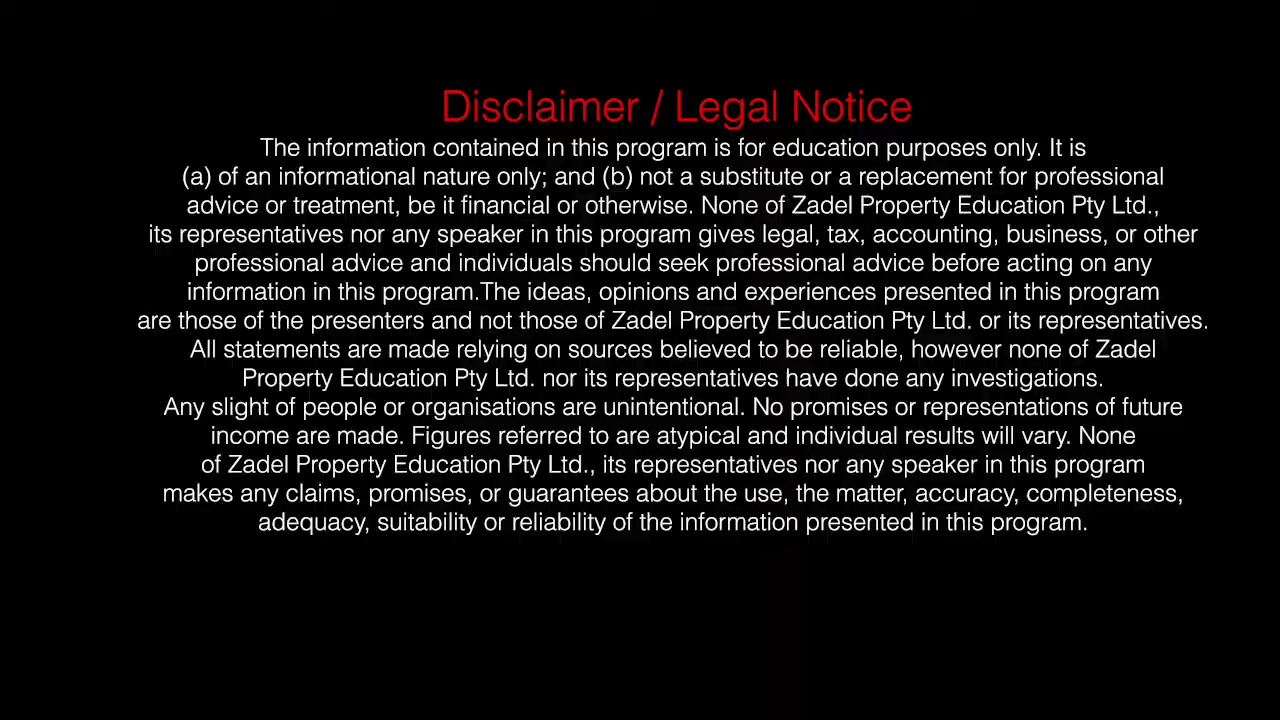 Disclaimer / Legal Notice
The information contained in this program is for education purposes only. It is
(a) of an informational nature only; and (b) not a substitute or a replacement for professional
advice or treatment, be it financial or otherwise. None of Zadel Property Education Pty Ltd.,
its representatives nor any speaker in this program gives legal, tax, accounting, business, or other
professional advice and individuals should seek professional advice before acting on any
information in this program.The ideas, opinions and experiences presented in this program
are those of the presenters and not those of Zadel Property Education Pty Ltd. or its representatives.
All statements are made relying on sources believed to be reliable, however none of Zadel
Property Education Pty Ltd. nor its representatives have done any investigations.
Any slight of people or organisations are unintentional. No promises or representations of future
income are made. Figures referred to are atypical and individual results will vary. None
of Zadel Property Education Pty Ltd., its representatives nor any speaker in this program
makes any claims, promises, or guarantees about the use, the matter, accuracy, completeness,
adequacy, suitability or reliability of the information presented in this program.